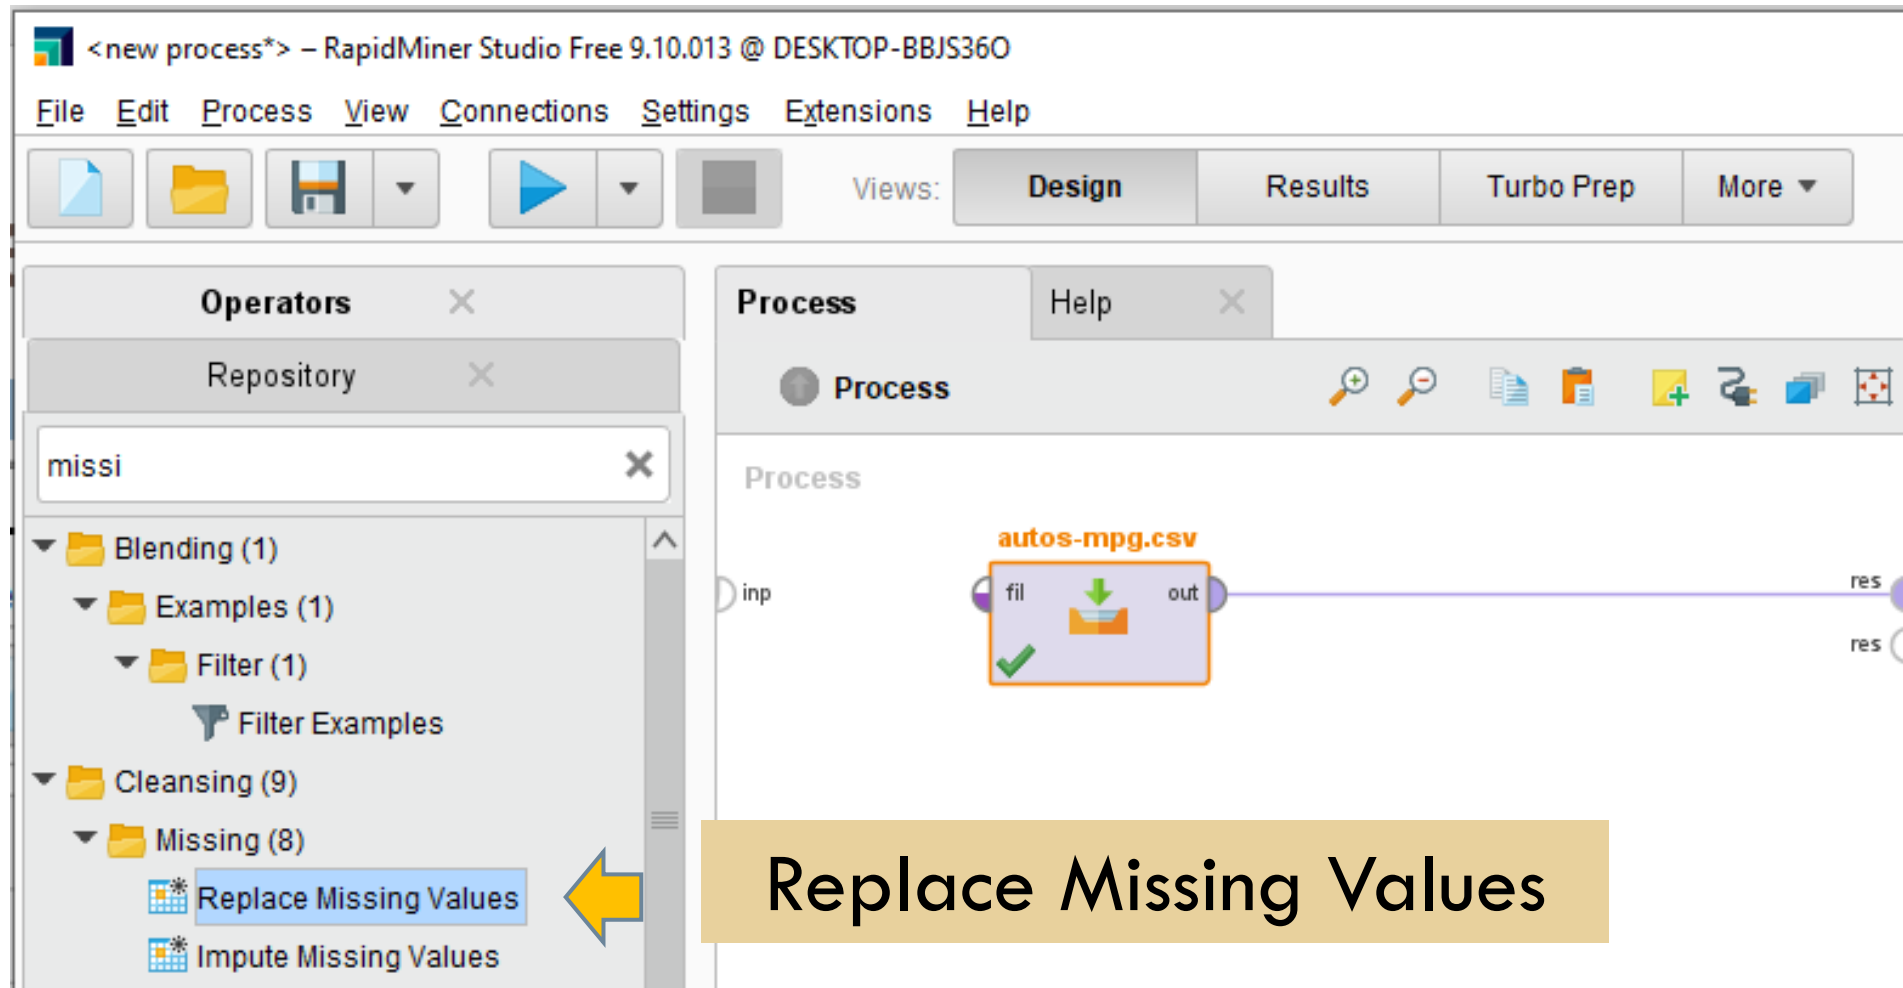 <new process*> – RapidMiner Studio Free 9.10.013 @ DESKTOP-BBJS36O
File Edit Process View Connections Settings Extensions Help
Views: Design Results Turbo Prep More
Operators
Repository
missi
Blending (1)
Examples (1)
Filter (1)
Filter Examples
Cleansing (9)
Missing (8)
Replace Missing Values
Impute Missing Values
Process Help
Process
Process
autos-mpg.csv
inp fil out res
res
Replace Missing Values